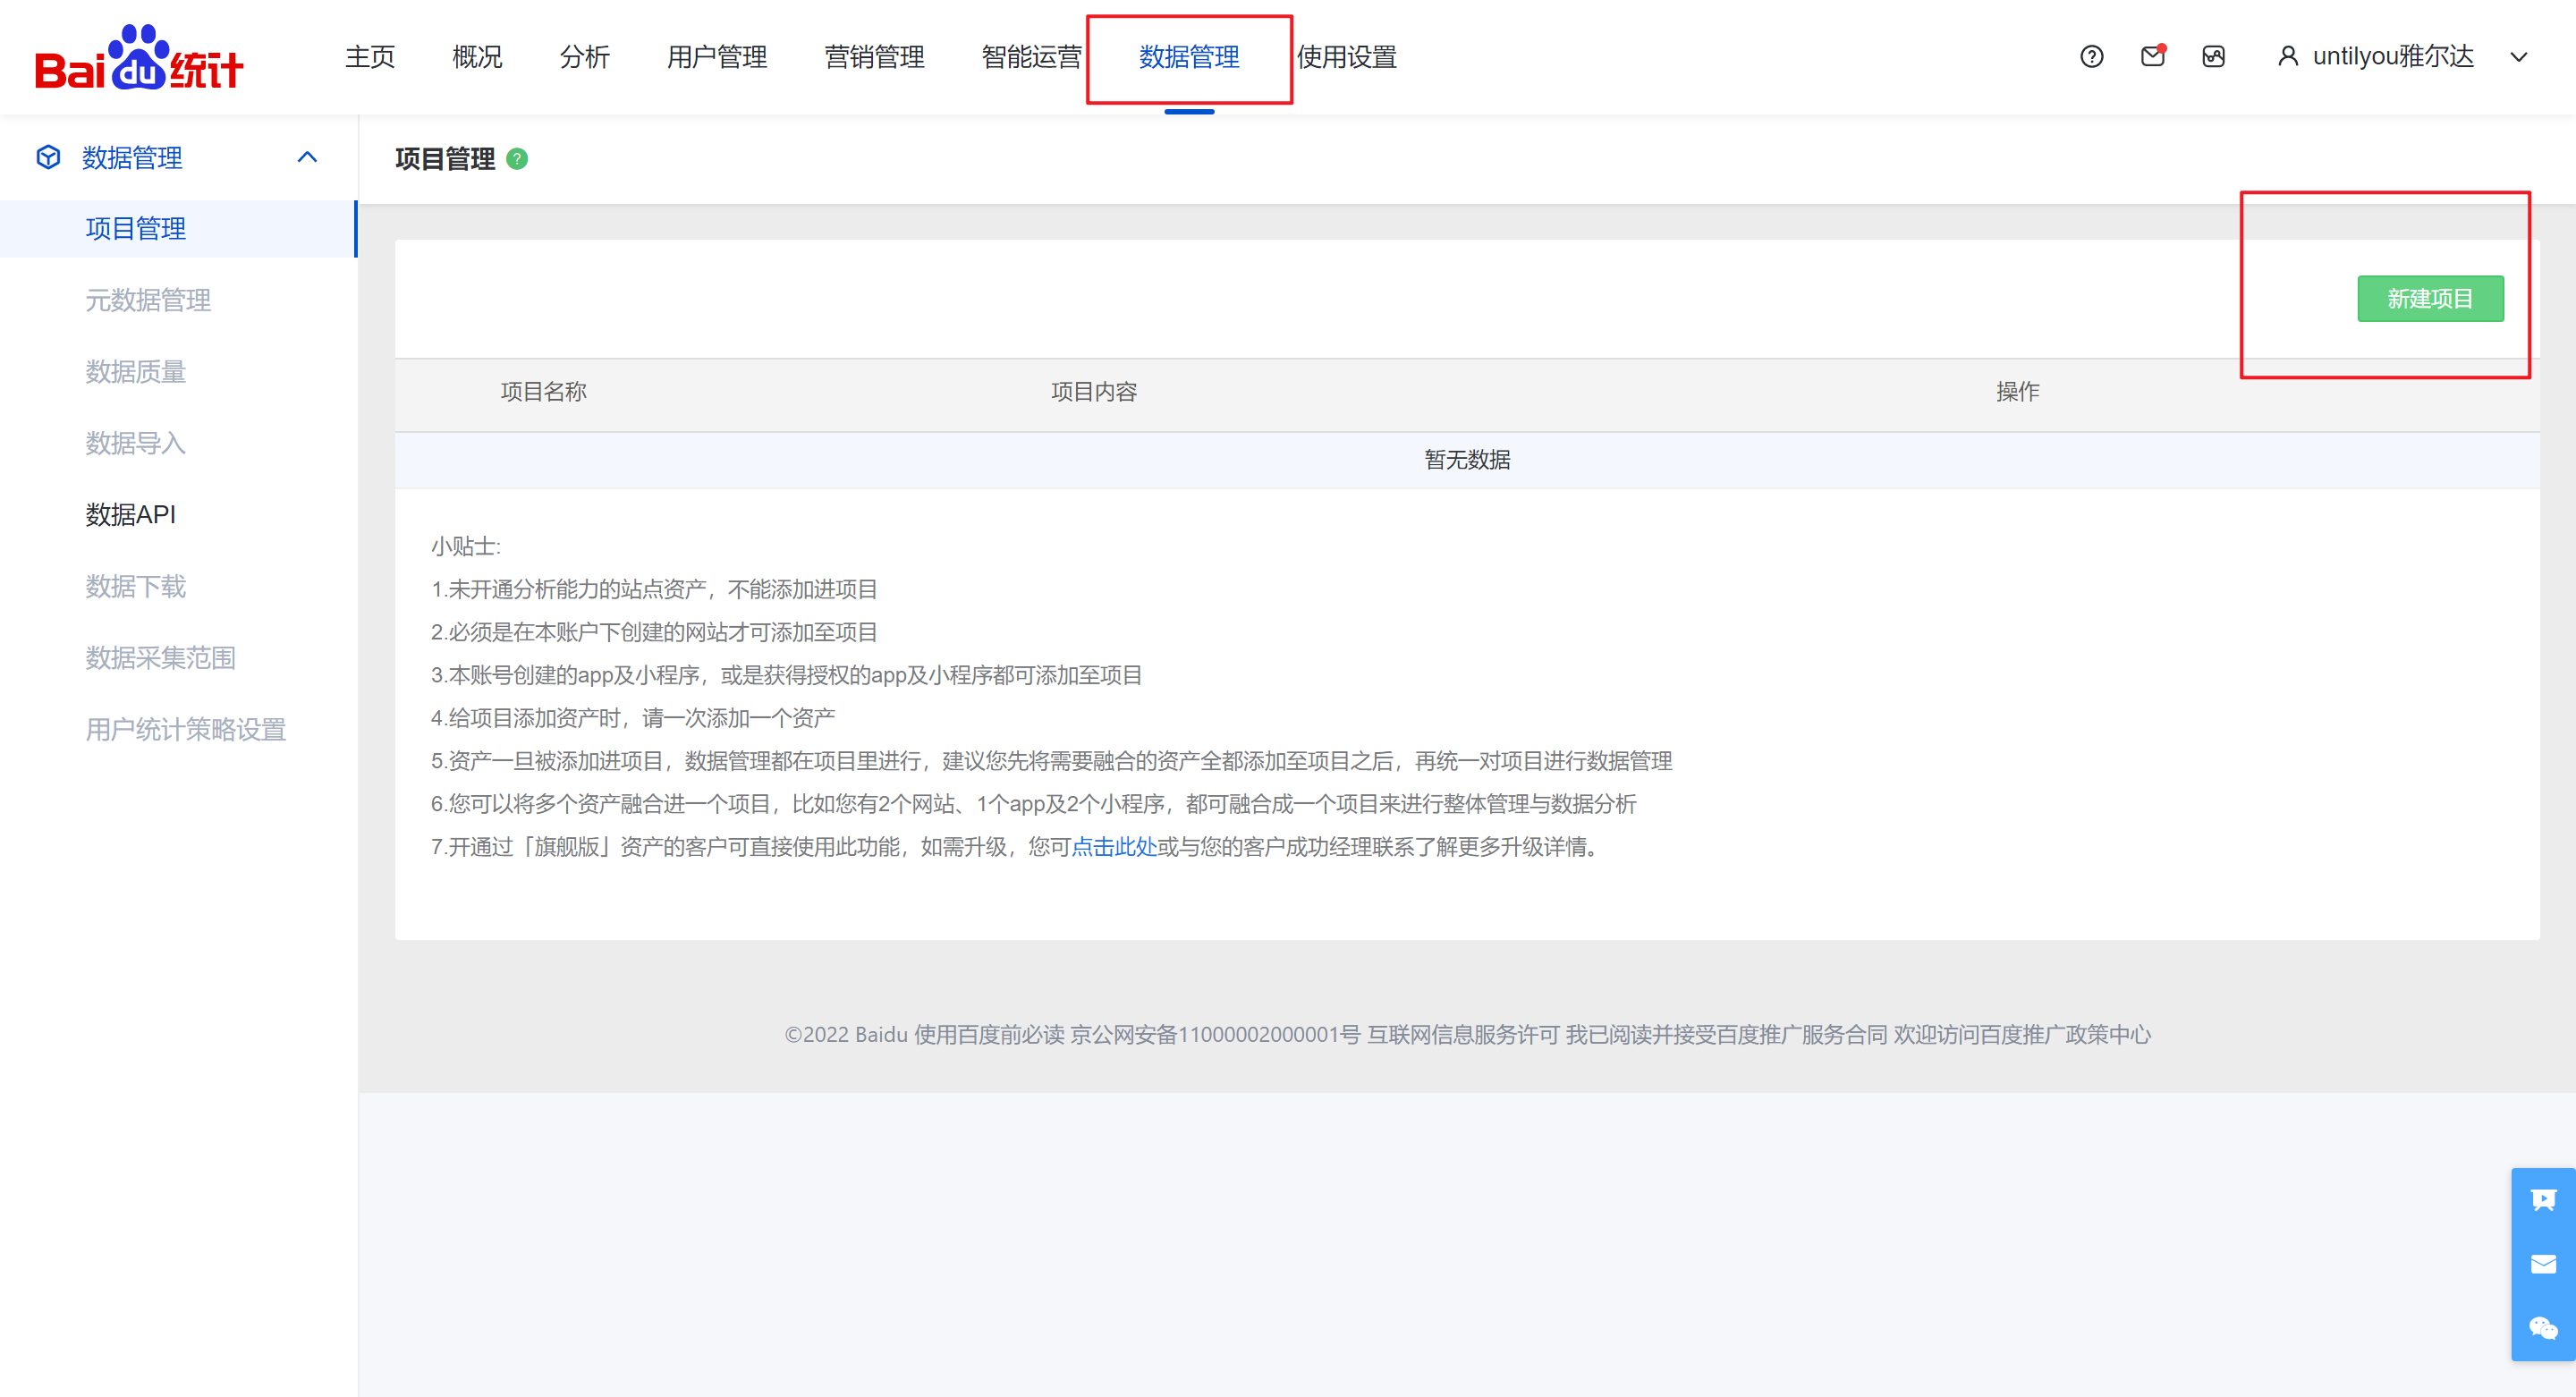 Baidu统计
主页 概况 分析 用户管理 营销管理 智能运营 数据管理 使用设置
untilyou雅尔达
数据管理
项目管理
元数据管理
数据质量
数据导入
数据API
数据下载
数据采集范围
用户统计策略设置
项目管理 ?
新建项目
项目名称 项目内容 操作
暂无数据
小贴士:
1.未开通分析能力的站点资产，不能添加进项目
2.必须是在本账户下创建的网站才可添加至项目
3.本账号创建的app及小程序，或是获得授权的app及小程序都可添加至项目
4.给项目添加资产时，请一次添加一个资产
5.资产一旦被添加进项目，数据管理都在项目里进行，建议您先将需要融合的资产全都添加至项目之后，再统一对项目进行数据管理
6.您可以将多个资产融合进一个项目，比如您有2个网站、1个app及2个小程序，都可融合成一个项目来进行整体管理与数据分析
7.开通过「旗舰版」资产的客户可直接使用此功能，如需升级，您可点击此处或与您的客户成功经理联系了解更多升级详情。
©2022 Baidu 使用百度前必读 京公网安备11000002000001号 互联网信息服务许可 我已阅读并接受百度推广服务合同 欢迎访问百度推广政策中心